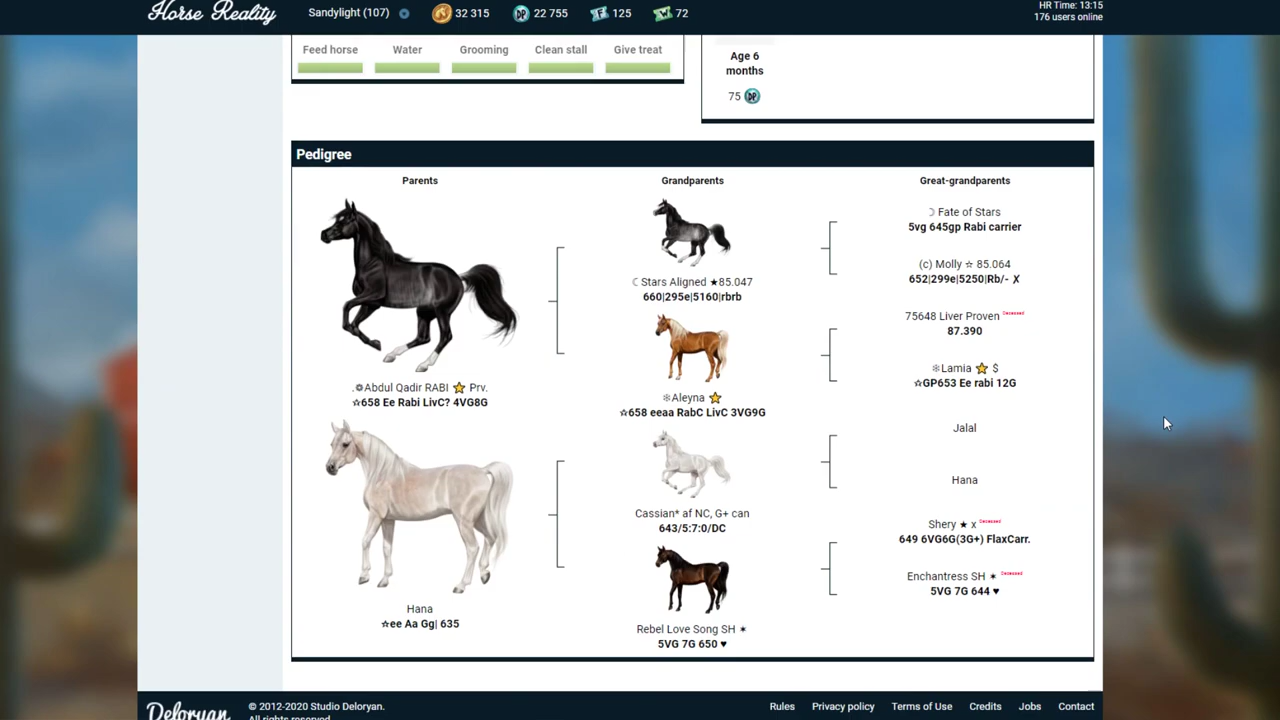 Horse Reality
Sandylight (107)
32 315
DP
22 755
125
72
HR Time: 13:15
176 users online
Feed horse
Water
Grooming
Clean stall
Give treat
Age 6
months
75 DP
Pedigree
Parents
Grandparents
Great-grandparents
.❁Abdul Qadir RABI ⭐ Prv.
☆658 Ee Rabi LivC? 4VG8G
Hana
☆ee Aa Gg| 635
☾Stars Aligned ★85.047
660|295e|5160|rbrb
❄Aleyna ⭐
☆658 eeaa RabC LivC 3VG9G
Cassian* af NC, G+ can
643/5:7:0/DC
Rebel Love Song SH ✶
5VG 7G 650 ♥
☽ Fate of Stars
5vg 645gp Rabi carrier
(c) Molly ☆ 85.064
652|299e|5250|Rb/- ✗
75648 Liver Proven Deceased
87.390
❄Lamia ⭐ $
☆GP653 Ee rabi 12G
Jalal
Hana
Shery ★ x Deceased
649 6VG6G(3G+) FlaxCarr.
Enchantress SH ✶ Deceased
5VG 7G 644 ♥
Deloryan
© 2012-2020 Studio Deloryan.
All rights reserved.
Rules
Privacy policy
Terms of Use
Credits
Jobs
Contact